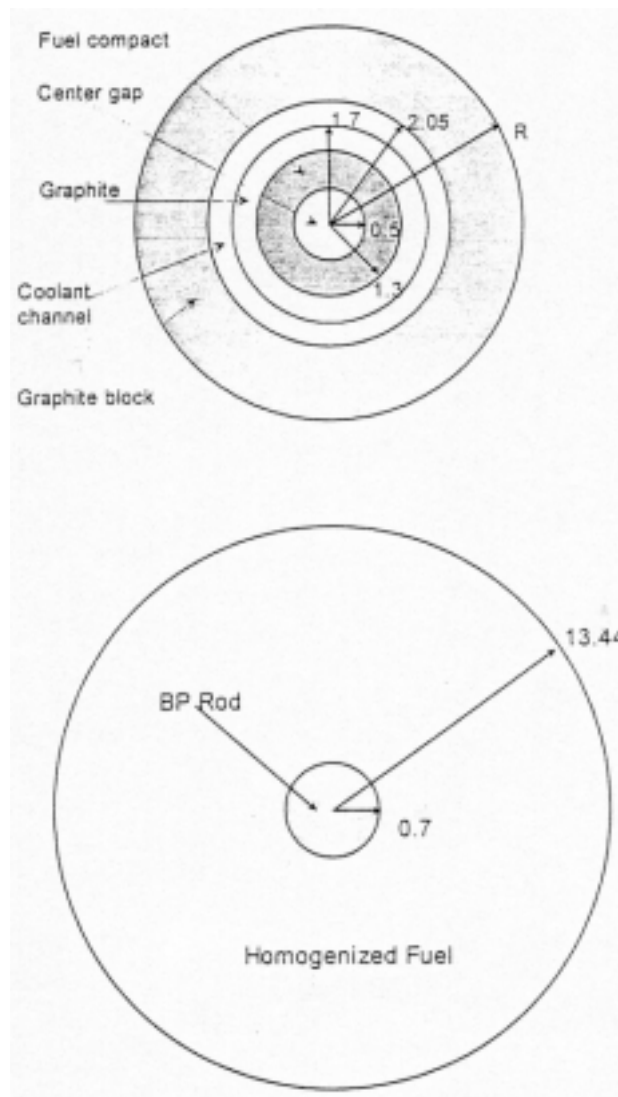 Fuel compact
Center gap
1.7
2.05
R
Graphite
0.5
1.3
Coolant
channel
Graphite block
13.44
BP Rod
0.7
Homogenized Fuel